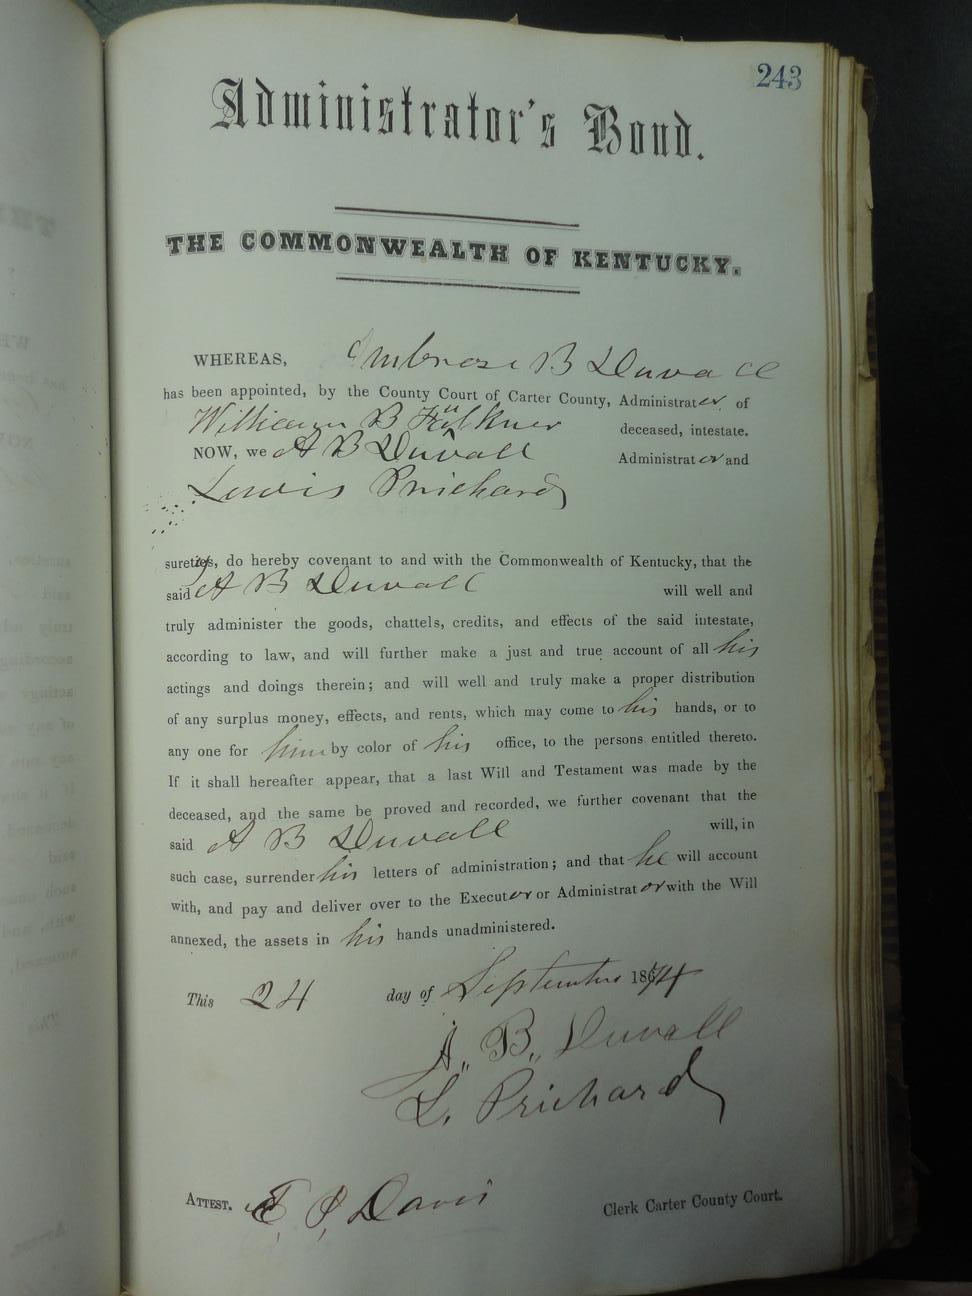 243
Administrator's Bond.
THE COMMONWEALTH OF KENTUCKY.
WHEREAS, Ambrose B Duvall
has been appointed, by the County Court of Carter County, Administrator of
William B Faulkner deceased, intestate.
NOW, we A B Duvall Administrator and
Lewis Prichard
surety, do hereby covenant to and with the Commonwealth of Kentucky, that the
said A B Duvall will well and
truly administer the goods, chattels, credits, and effects of the said intestate,
according to law, and will further make a just and true account of all his
actings and doings therein; and will well and truly make a proper distribution
of any surplus money, effects, and rents, which may come to his hands, or to
any one for him by color of his office, to the persons entitled thereto.
If it shall hereafter appear, that a last Will and Testament was made by the
deceased, and the same be proved and recorded, we further covenant that the
said A B Duvall will, in
such case, surrender his letters of administration; and that he will account
with, and pay and deliver over to the Executor or Administrator with the Will
annexed, the assets in his hands unadministered.
This 24 day of September 1874
A. B. Duvall
L. Prichard
ATTEST. Davis Clerk Carter County Court.